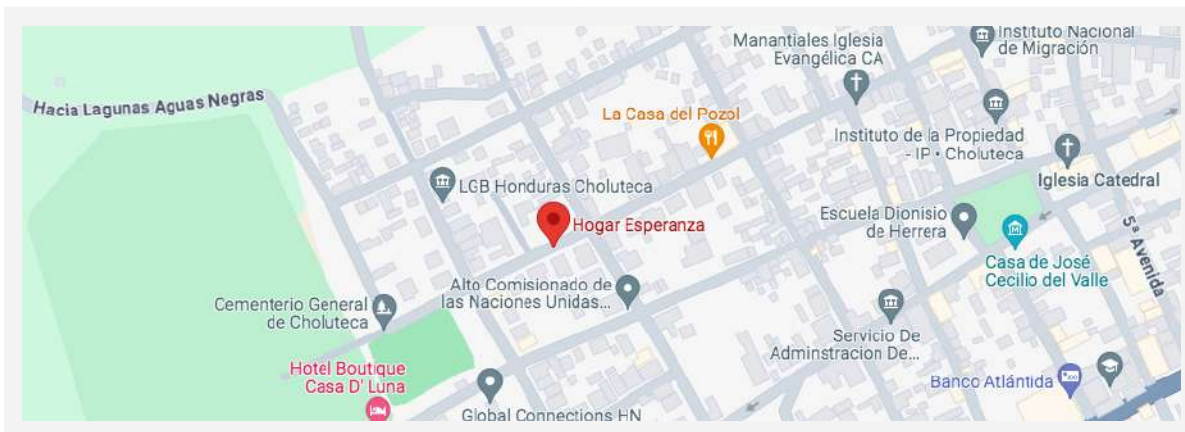 Instituto Nacional
de Migración
Manantiales Iglesia
Evangélica CA
Hacia Lagunas Aguas Negras
La Casa del Pozol
Instituto de la Propiedad
- IP • Choluteca
Iglesia Catedral
LGB Honduras Choluteca
Hogar Esperanza
Escuela Dionisio
de Herrera
5ª Avenida
Casa de José
Cecilio del Valle
Alto Comisionado de
las Naciones Unidas...
Cementerio General
de Choluteca
Servicio De
Adminstracion De...
Hotel Boutique
Casa D' Luna
Banco Atlántida
Global Connections HN